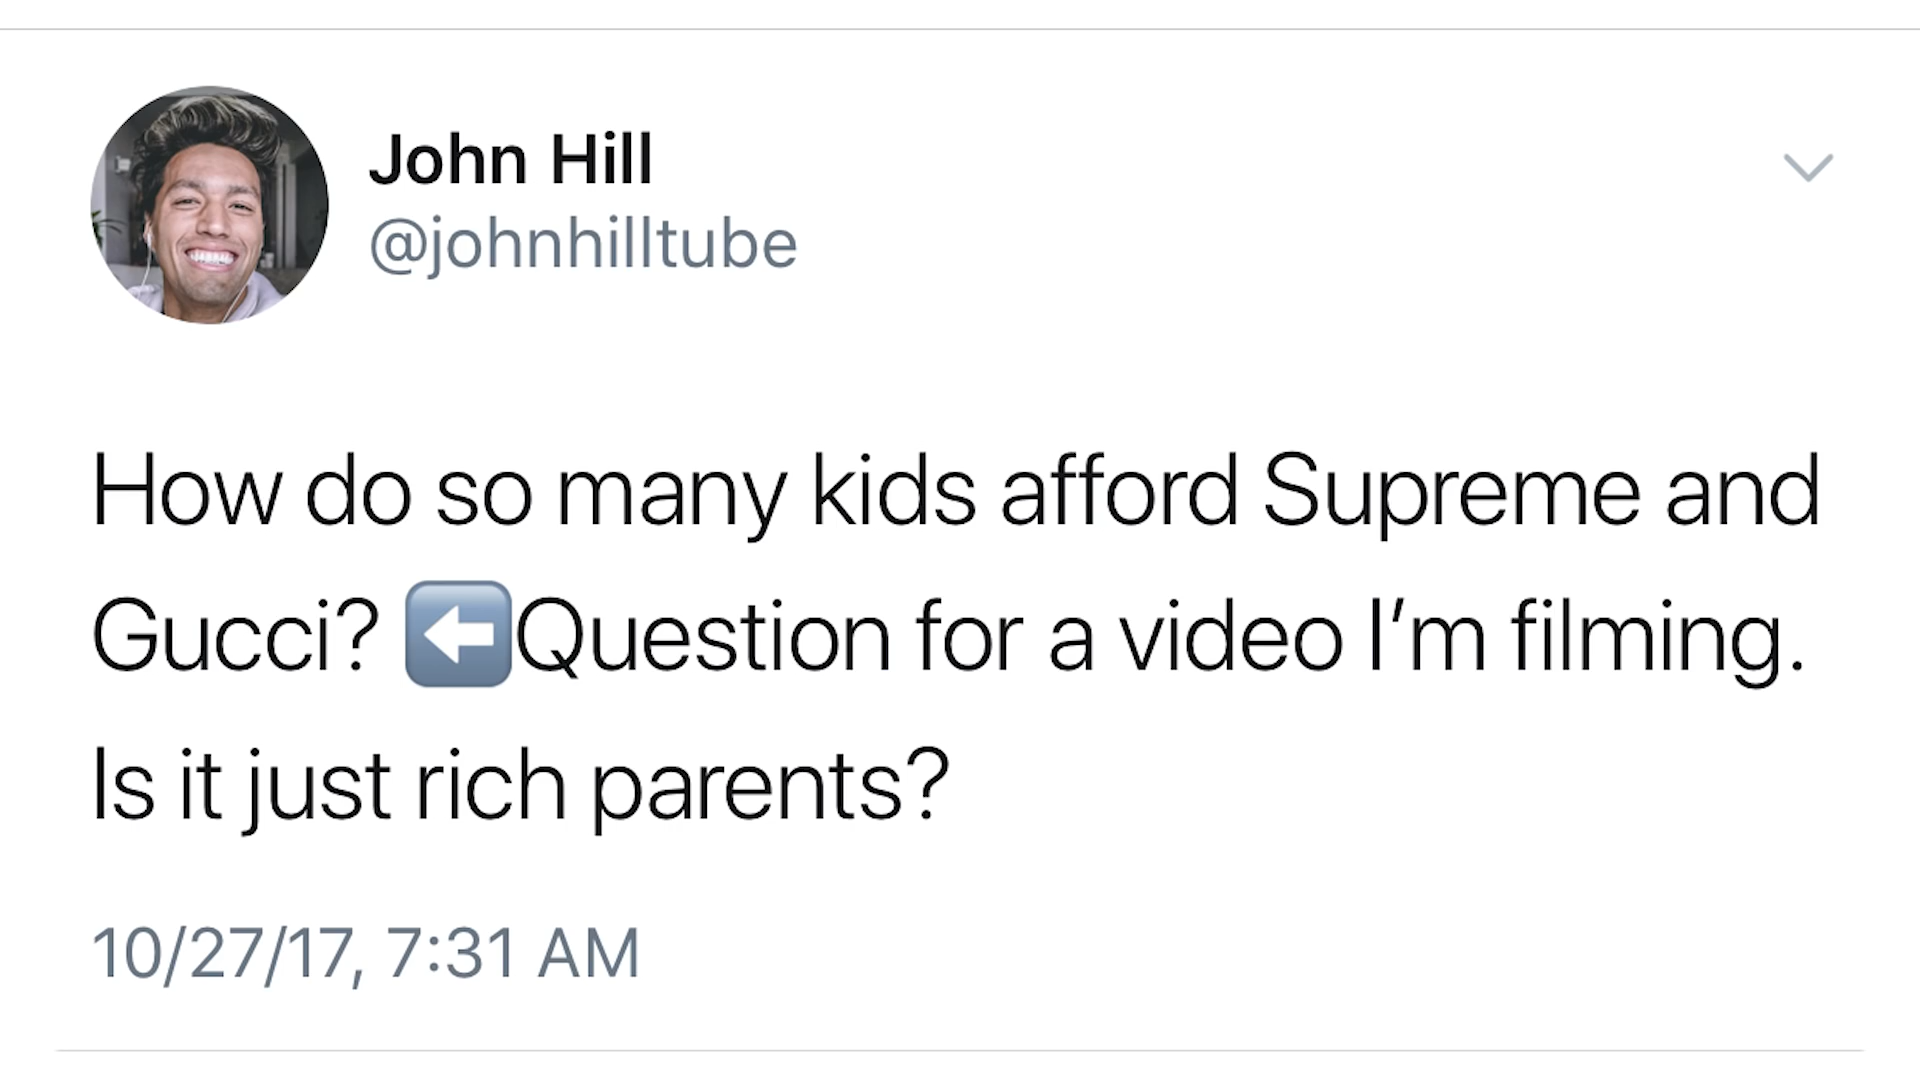 John Hill
@johnhilltube
How do so many kids afford Supreme and
Gucci? ⬅️Question for a video I’m filming.
Is it just rich parents?
10/27/17, 7:31 AM